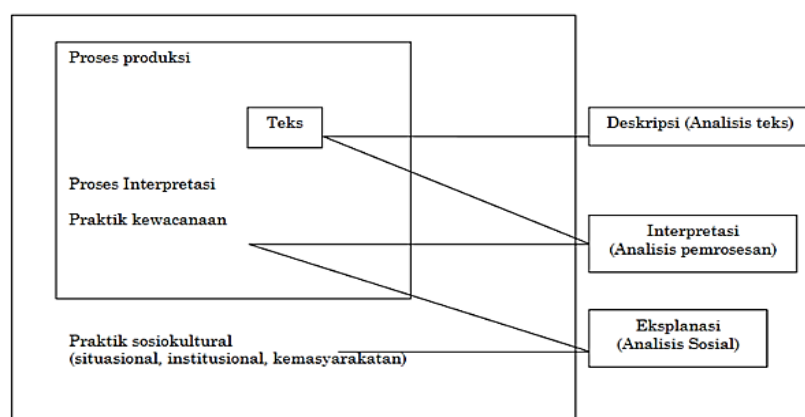 Proses produksi
Teks
Deskripsi (Analisis teks)
Proses Interpretasi
Praktik kewacanaan
Interpretasi
(Analisis pemrosesan)
Eksplanasi
(Analisis Sosial)
Praktik sosiokultural
(situasional, institusional, kemasyarakatan)